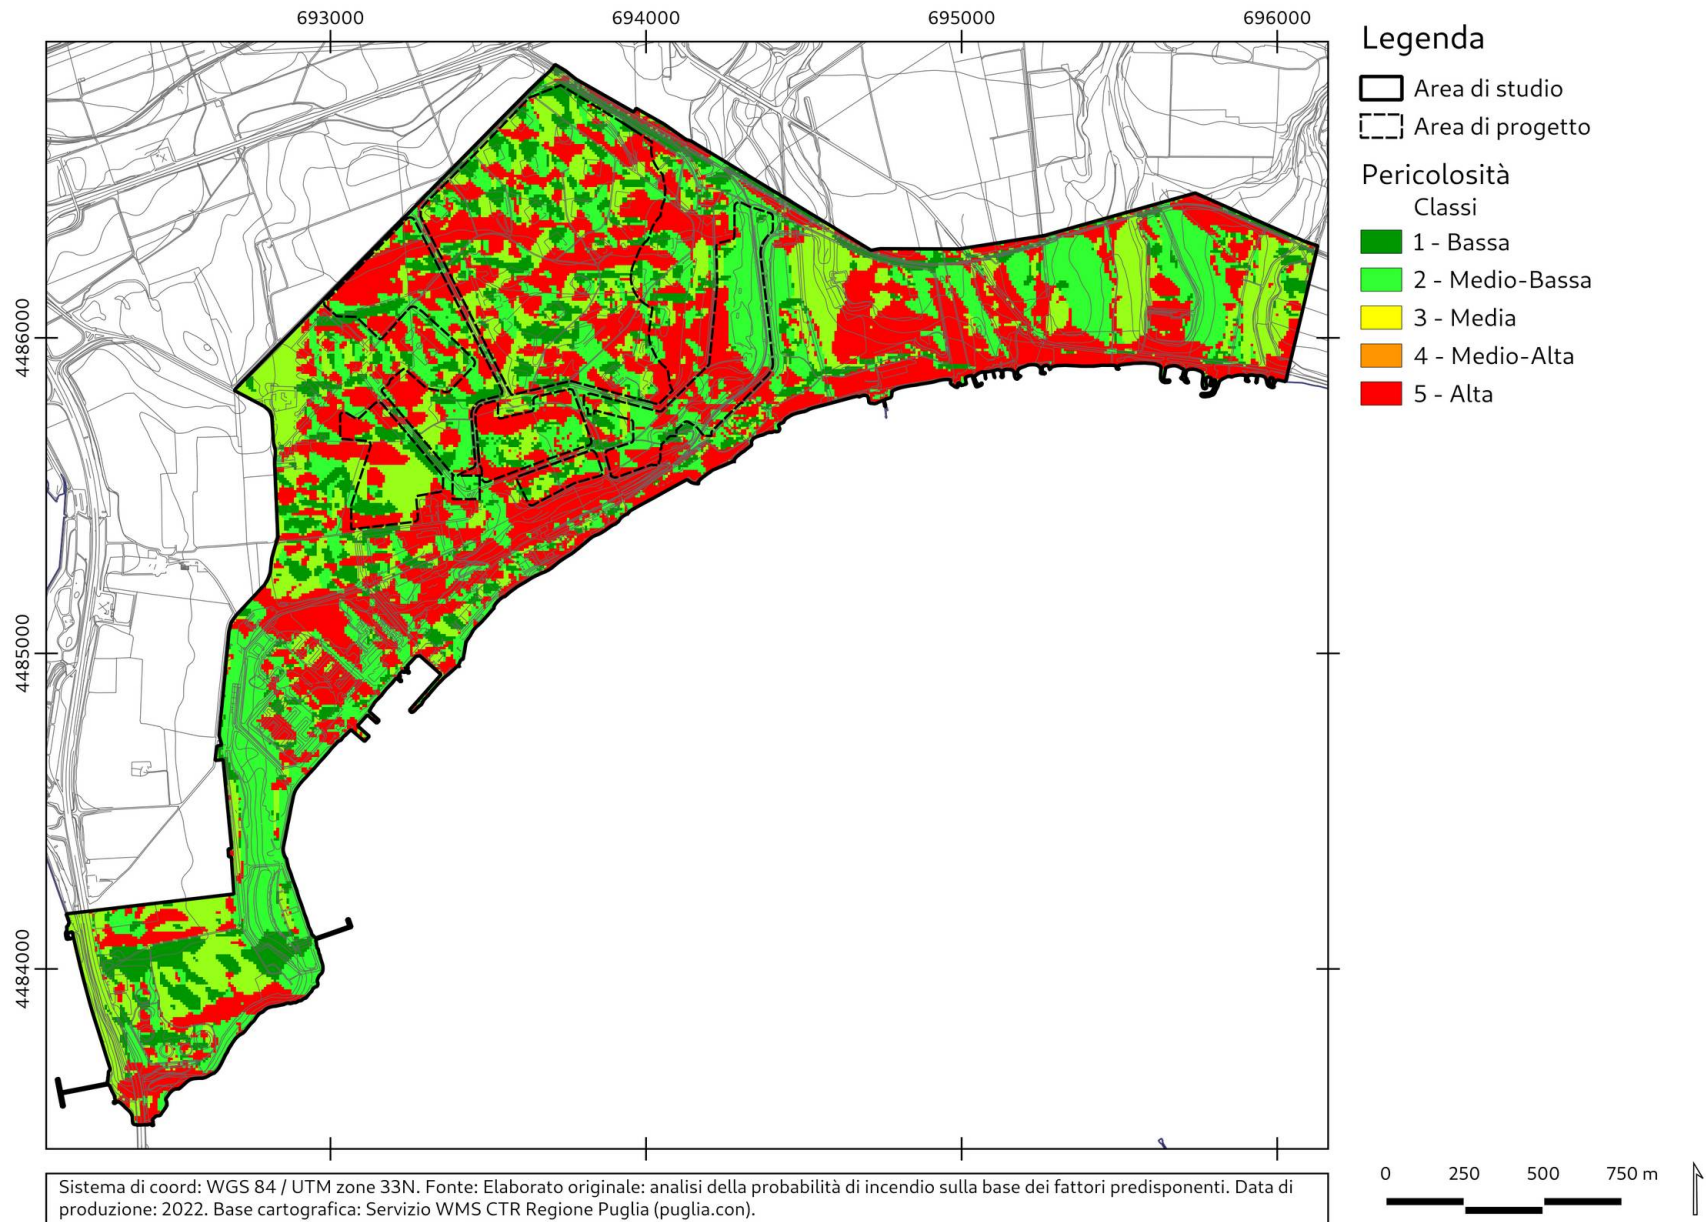 693000
694000
695000
696000
4486000
4485000
4484000
Legenda
Area di studio
Area di progetto
Pericolosità
Classi
1 - Bassa
2 - Medio-Bassa
3 - Media
4 - Medio-Alta
5 - Alta
Sistema di coord: WGS 84 / UTM zone 33N. Fonte: Elaborato originale: analisi della probabilità di incendio sulla base dei fattori predisponenti. Data di
produzione: 2022. Base cartografica: Servizio WMS CTR Regione Puglia (puglia.con).
0 250 500 750 m